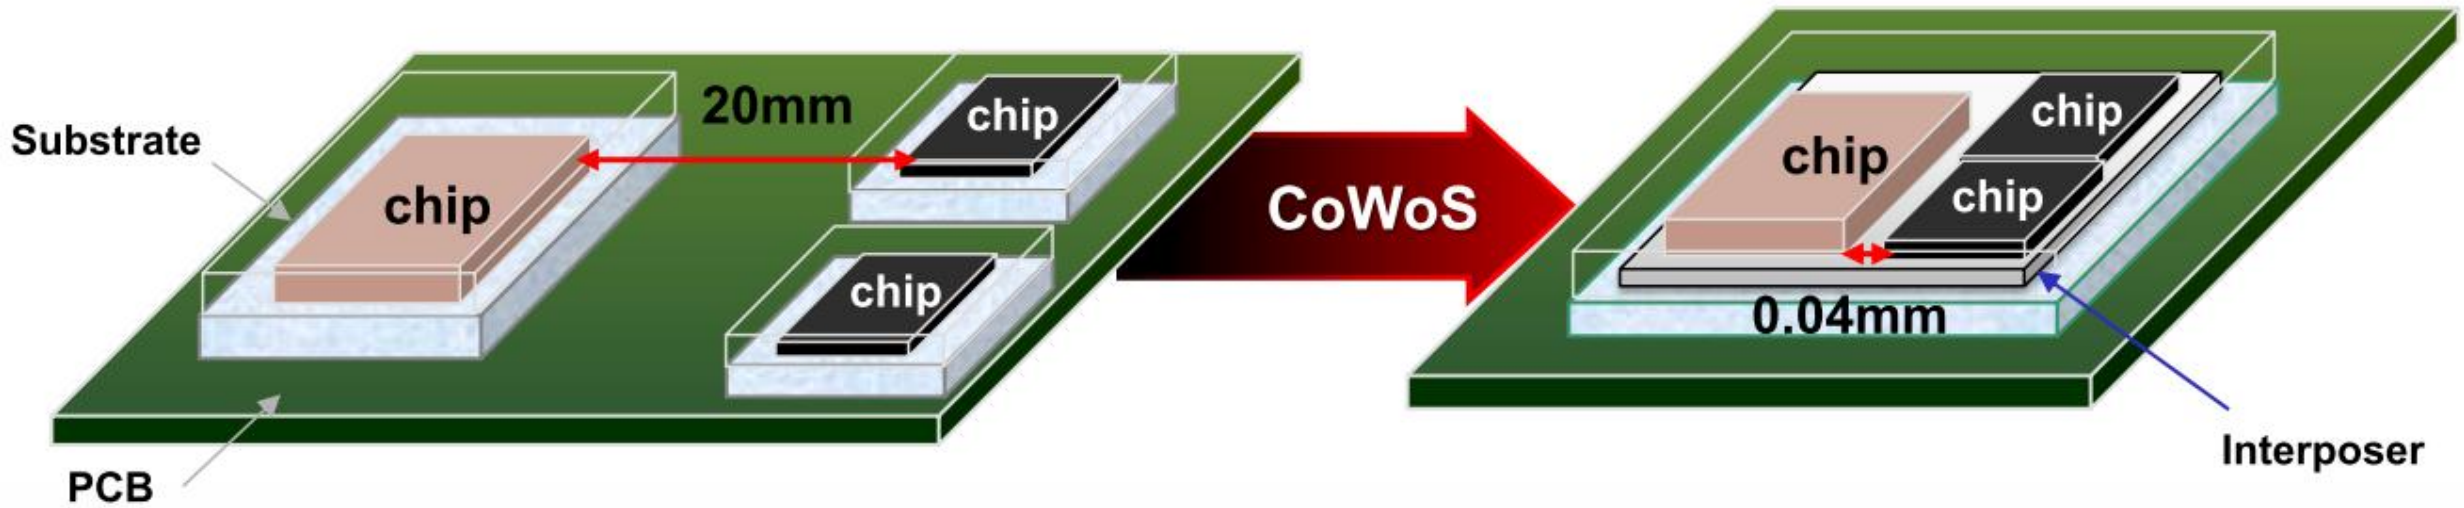 Substrate
chip
20mm
chip
chip
PCB
CoWoS
chip
chip
chip
0.04mm
Interposer